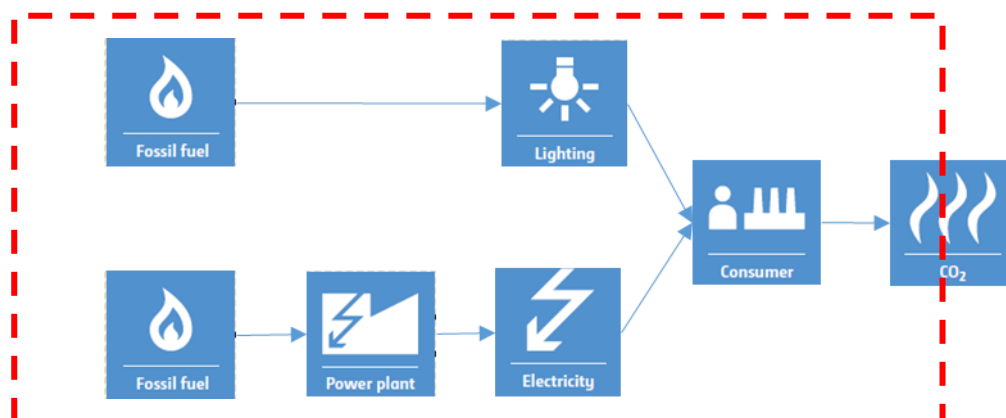 Fossil fuel
Lighting
Consumer
CO₂
Fossil fuel
Power plant
Electricity